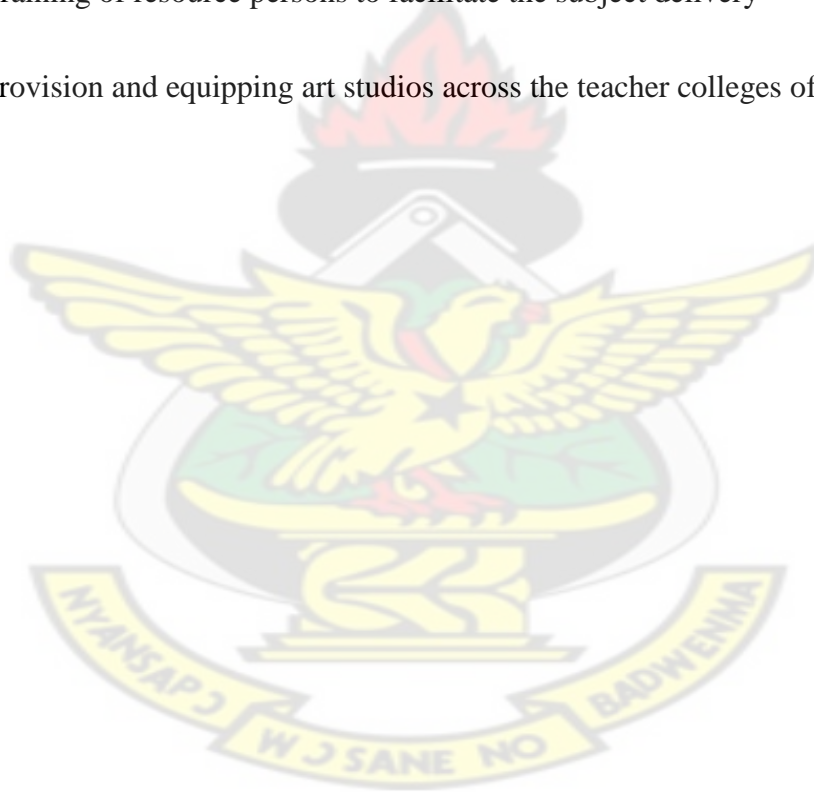 raining of resource persons to facilitate the subject delivery
rovision and equipping art studios across the teacher colleges of
NYANSAPƆ
WƆSANE NO
BADWENMA